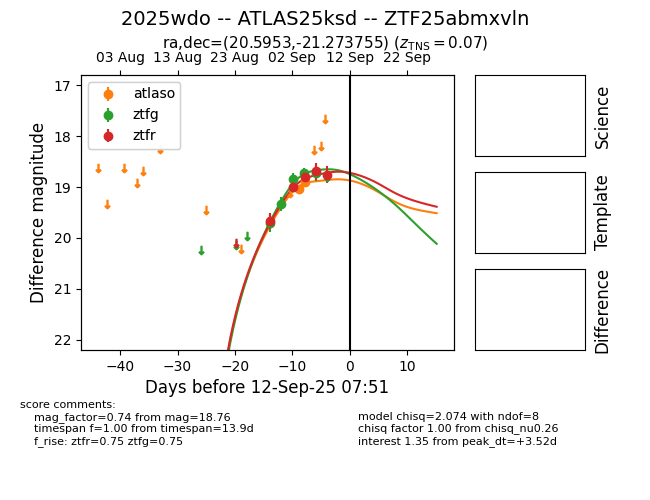 2025wdo -- ATLAS25ksd -- ZTF25abmxvln
ra,dec=(20.5953,-21.273755) (z_TNS = 0.07)
03 Aug 13 Aug 23 Aug 02 Sep 12 Sep 22 Sep
atlaso
ztfg
ztfr
17
18
19
20
21
22
Difference magnitude
−40 −30 −20 −10 0 10
Days before 12-Sep-25 07:51
Science
Template
Difference
score comments:
mag_factor=0.74 from mag=18.76
timespan f=1.00 from timespan=13.9d
f_rise: ztfr=0.75 ztfg=0.75
model chisq=2.074 with ndof=8
chisq factor 1.00 from chisq_nu0.26
interest 1.35 from peak_dt=+3.52d